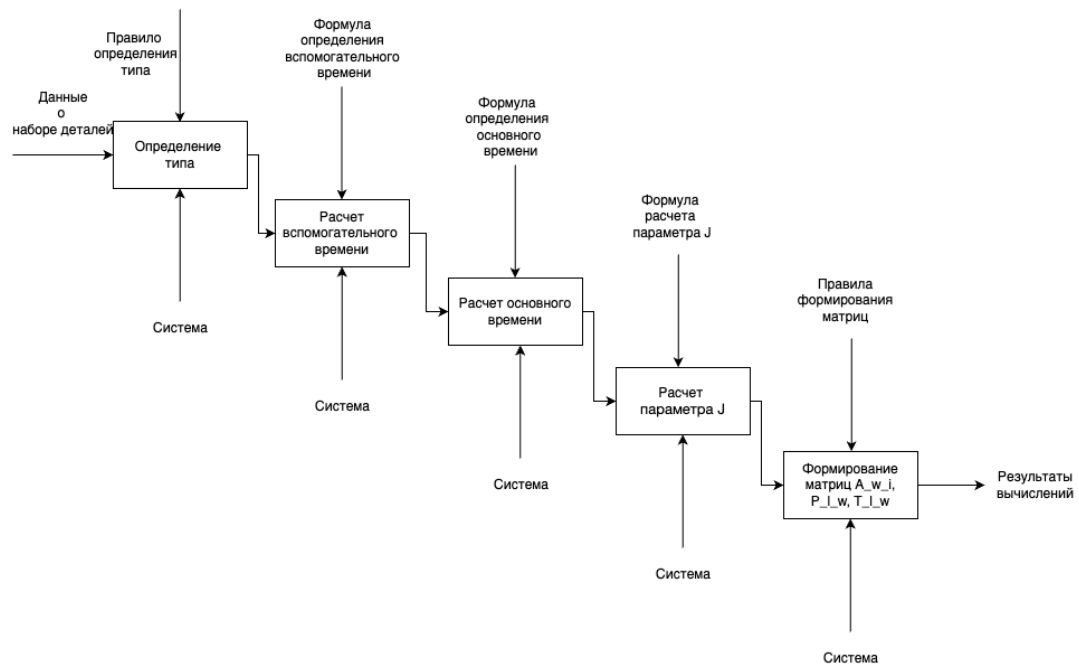 Правило
определения
типа
Формула
определения
вспомогательного
времени
Данные
о
наборе деталей
Определение
типа
Формула
определения
основного
времени
Расчет
вспомогательного
времени
Формула
расчета
параметра J
Расчет основного
времени
Правила
формирования
матриц
Система
Расчет
параметра J
Система
Формирование
матриц A_w_i,
P_I_w, T_I_w
Результаты
вычислений
Система
Система
Система